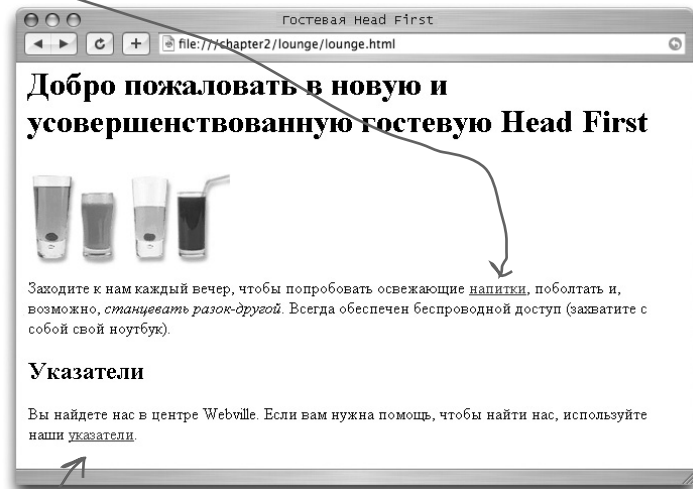 Гостевая Head First
file:///chapter2/lounge/lounge.html
Добро пожаловать в новую и
усовершенствованную гостевую Head First
Заходите к нам каждый вечер, чтобы попробовать освежающие напитки, поболтать и,
возможно, станцевать разок-другой. Всегда обеспечен беспроводной доступ (захватите с
собой свой ноутбук).
Указатели
Вы найдете нас в центре Webville. Если вам нужна помощь, чтобы найти нас, используйте
наши указатели.